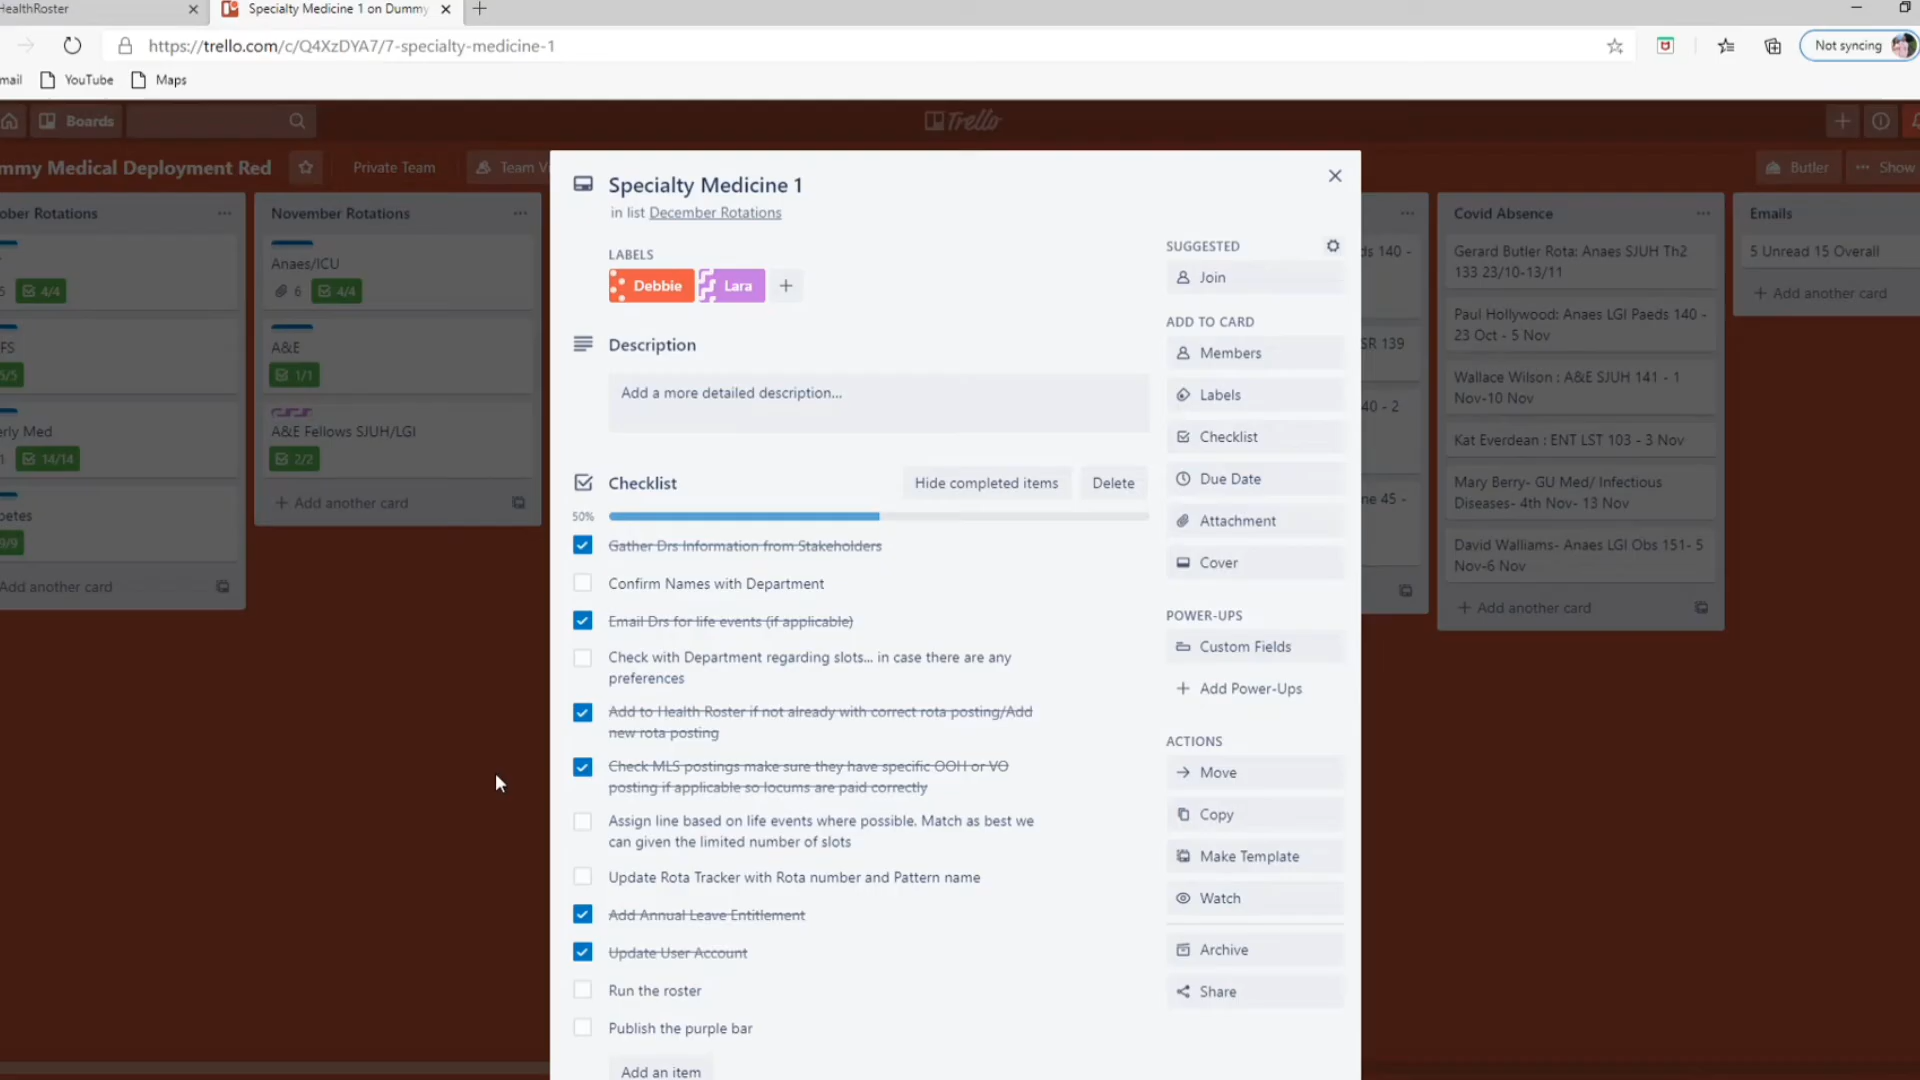 HealthRoster
Specialty Medicine 1 on Dummy
https://trello.com/c/Q4XzDYA7/7-specialty-medicine-1
Not syncing
mail
YouTube
Maps
Boards
Trello
mmy Medical Deployment Red
Private Team
Team Vi
Butler
Show
ober Rotations
5
4/4
FS
5/5
erly Med
1
14/14
betes
9/9
Add another card
November Rotations
Anaes/ICU
6
4/4
A&E
1/1
A&E Fellows SJUH/LGI
2/2
Add another card
Specialty Medicine 1
in list December Rotations
LABELS
Debbie
Lara
Description
Add a more detailed description...
Checklist
Hide completed items
Delete
50%
Gather Drs Information from Stakeholders
Confirm Names with Department
Email Drs for life events (if applicable)
Check with Department regarding slots... in case there are any
preferences
Add to Health Roster if not already with correct rota posting/Add
new rota posting
Check MLS postings make sure they have specific OOH or VO
posting if applicable so locums are paid correctly
Assign line based on life events where possible. Match as best we
can given the limited number of slots
Update Rota Tracker with Rota number and Pattern name
Add Annual Leave Entitlement
Update User Account
Run the roster
Publish the purple bar
Add an item
SUGGESTED
Join
ADD TO CARD
Members
Labels
Checklist
Due Date
Attachment
Cover
POWER-UPS
Custom Fields
Add Power-Ups
ACTIONS
Move
Copy
Make Template
Watch
Archive
Share
ds 140 -
SR 139
40 - 2
ne 45 -
Covid Absence
Gerard Butler Rota: Anaes SJUH Th2
133 23/10-13/11
Paul Hollywood: Anaes LGI Paeds 140 -
23 Oct - 5 Nov
Wallace Wilson : A&E SJUH 141 - 1
Nov-10 Nov
Kat Everdean : ENT LST 103 - 3 Nov
Mary Berry- GU Med/ Infectious
Diseases- 4th Nov- 13 Nov
David Walliams- Anaes LGI Obs 151- 5
Nov-6 Nov
Add another card
Emails
5 Unread 15 Overall
Add another card